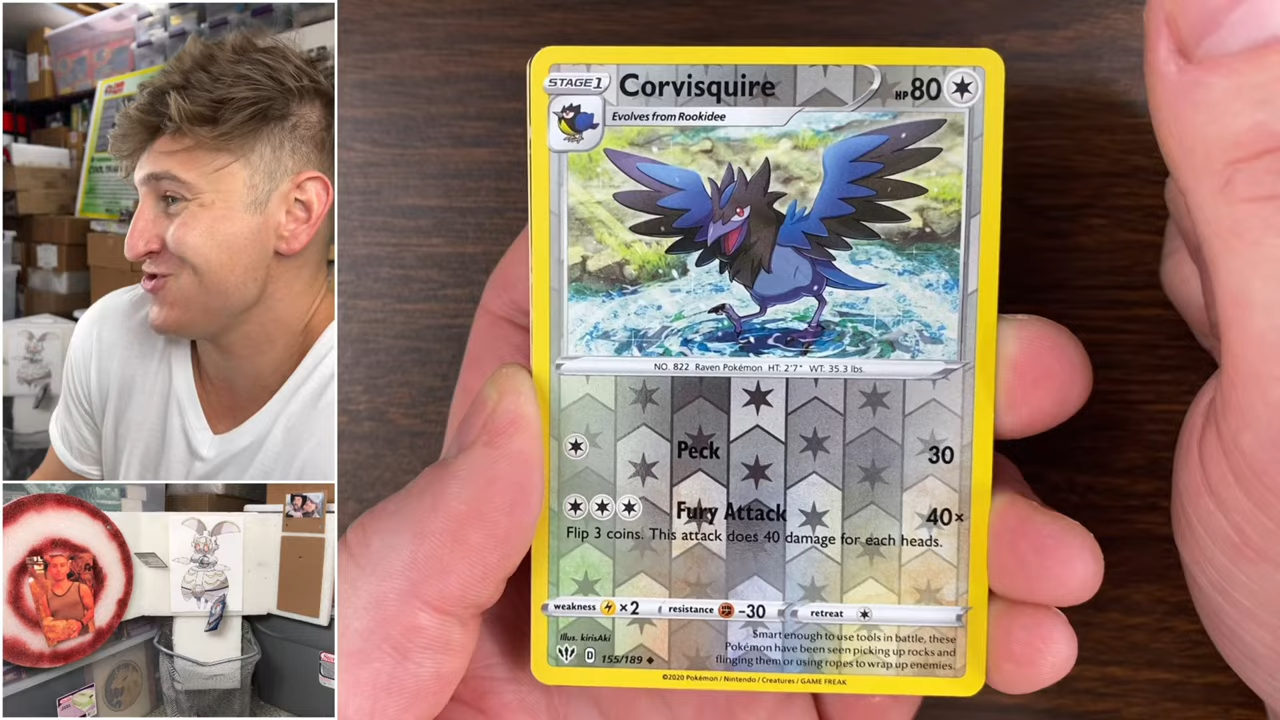 STAGE 1
Corvisquire
HP 80
Evolves from Rookidee
NO. 822 Raven Pokémon HT: 2'7" WT: 35.3 lbs.
Peck 30
Fury Attack 40×
Flip 3 coins. This attack does 40 damage for each heads.
weakness ×2 resistance -30 retreat
Illus. kirisAki
D 155/189
Smart enough to use tools in battle, these
Pokémon have been seen picking up rocks and
flinging them or using ropes to wrap up enemies.
©2020 Pokémon / Nintendo / Creatures / GAME FREAK